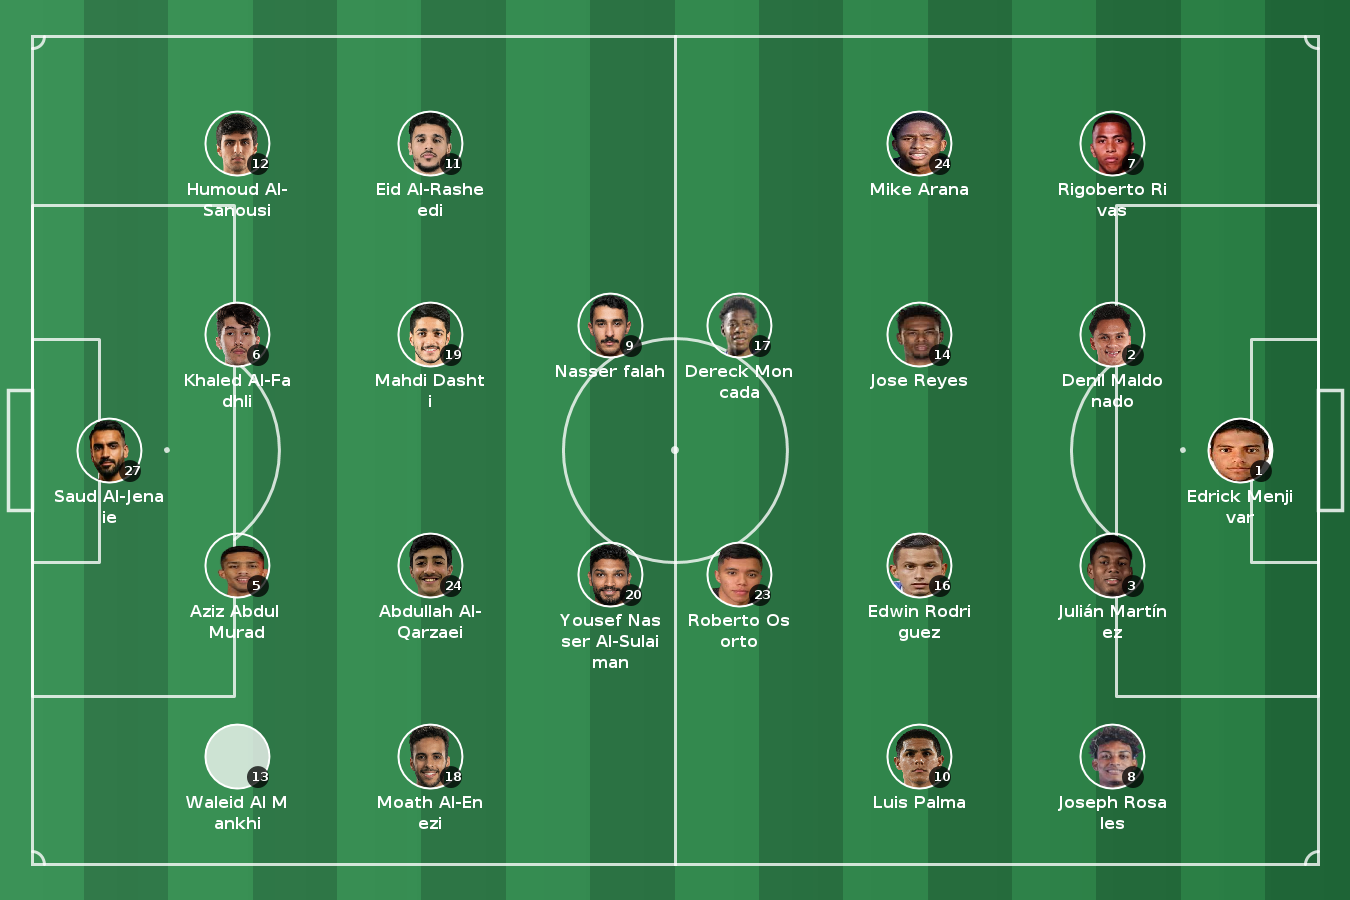 12
Humoud Al-
Sanousi
11
Eid Al-Rashe
edi
24
Mike Arana
7
Rigoberto Ri
vas
6
Khaled Al-Fa
dhli
19
Mahdi Dasht
i
9
Nasser falah
17
Dereck Mon
cada
14
Jose Reyes
2
Denil Maldo
nado
27
Saud Al-Jena
ie
1
Edrick Menji
var
5
Aziz Abdul
Murad
24
Abdullah Al-
Qarzaei
20
Yousef Nas
ser Al-Sulai
man
23
Roberto Os
orto
16
Edwin Rodri
guez
3
Julián Martín
ez
13
Waleid Al M
ankhi
18
Moath Al-En
ezi
10
Luis Palma
8
Joseph Rosa
les